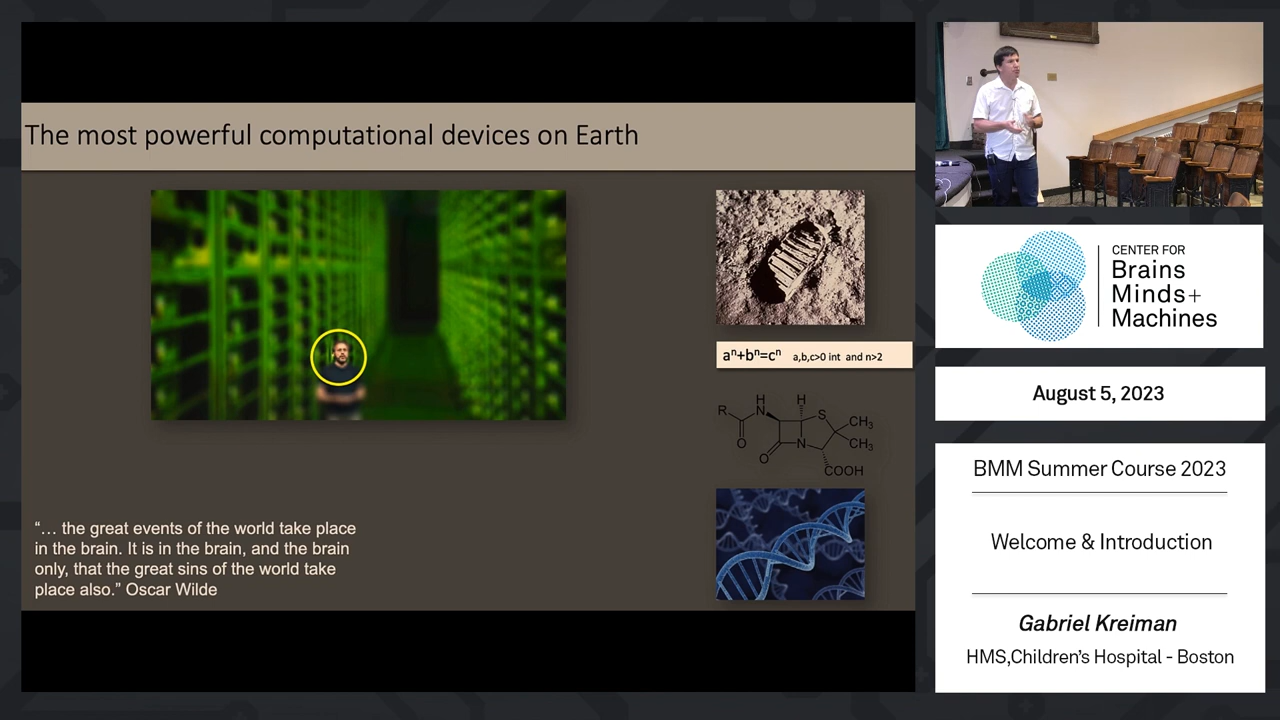 The most powerful computational devices on Earth
aⁿ+bⁿ=cⁿ a,b,c>0 int and n>2
R
H
N
H
S
CH₃
CH₃
O
N
O
COOH
“… the great events of the world take place
in the brain. It is in the brain, and the brain
only, that the great sins of the world take
place also.” Oscar Wilde
CENTER FOR
Brains
Minds+
Machines
August 5, 2023
BMM Summer Course 2023
Welcome & Introduction
Gabriel Kreiman
HMS,Children’s Hospital - Boston